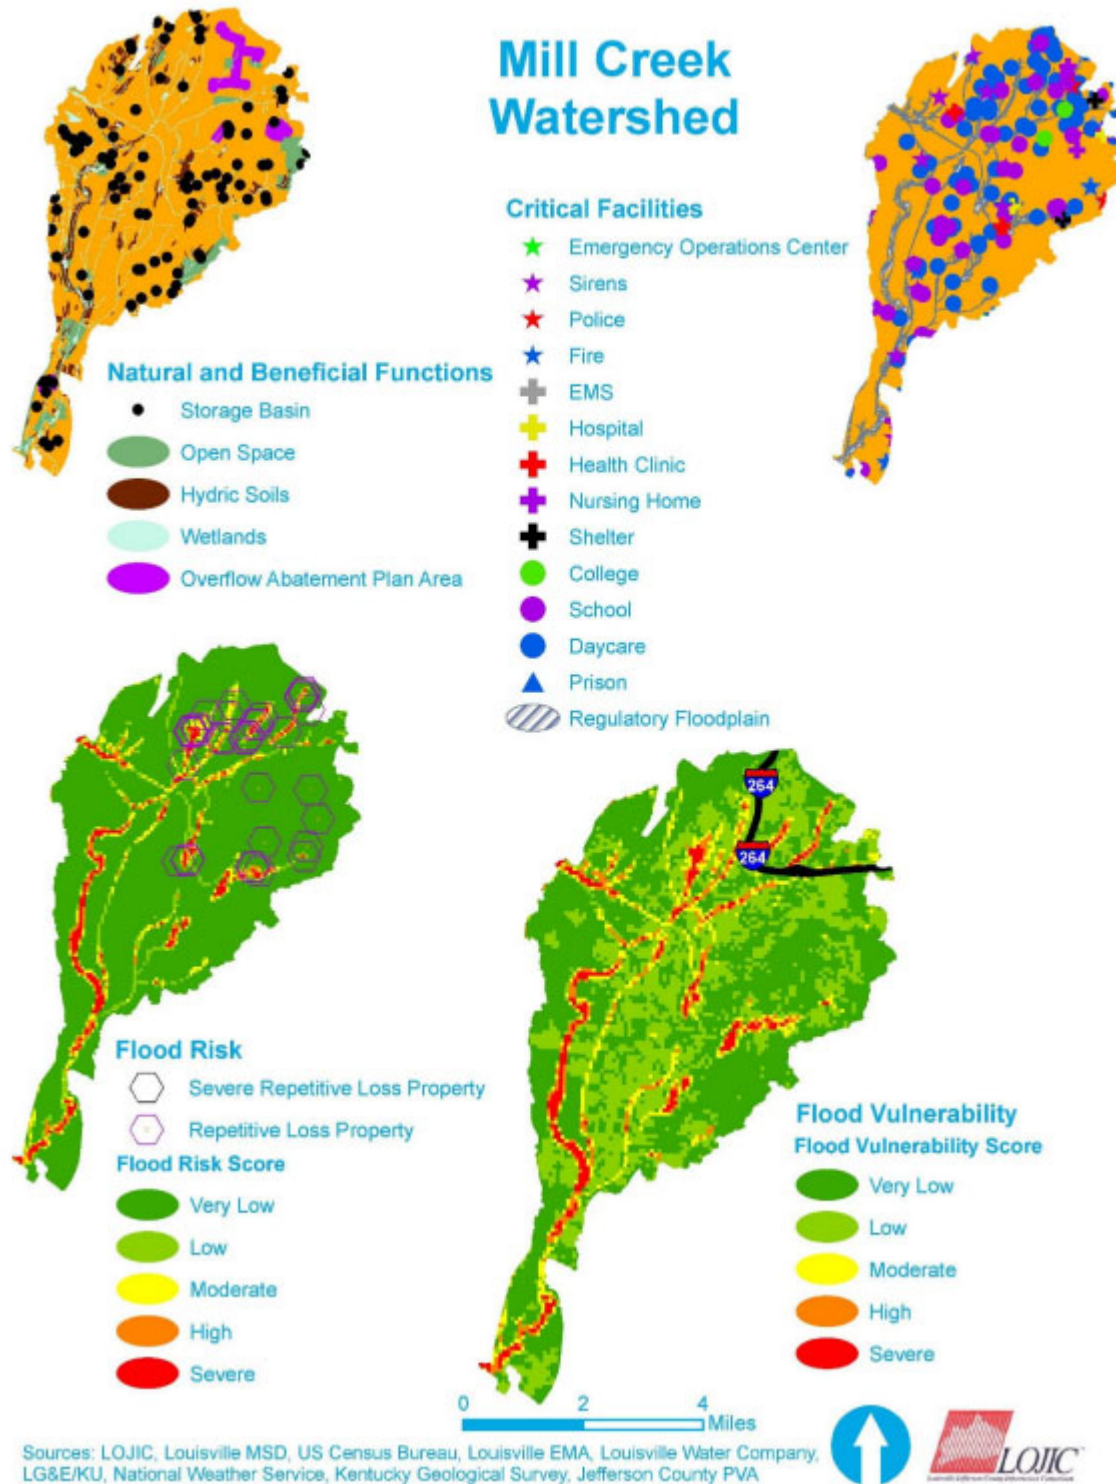 Mill Creek
Watershed
Critical Facilities
Emergency Operations Center
Sirens
Police
Fire
EMS
Hospital
Health Clinic
Nursing Home
Shelter
College
School
Daycare
Prison
Regulatory Floodplain
Natural and Beneficial Functions
Storage Basin
Open Space
Hydric Soils
Wetlands
Overflow Abatement Plan Area
264
264
Flood Risk
Severe Repetitive Loss Property
Repetitive Loss Property
Flood Risk Score
Very Low
Low
Moderate
High
Severe
Flood Vulnerability
Flood Vulnerability Score
Very Low
Low
Moderate
High
Severe
0 2 4
Miles
Sources: LOJIC, Louisville MSD, US Census Bureau, Louisville EMA, Louisville Water Company,
LG&E/KU, National Weather Service, Kentucky Geological Survey, Jefferson County PVA
LOJIC